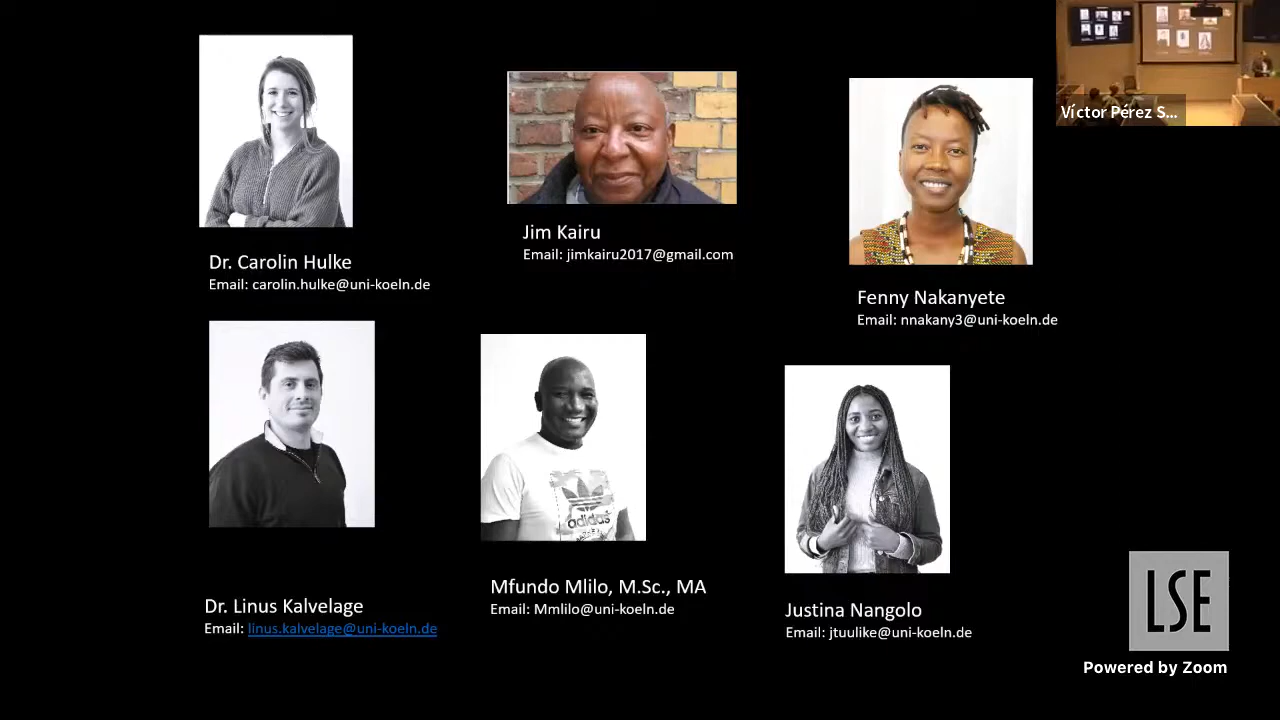 Víctor Pérez S...
Jim Kairu
Email: jimkairu2017@gmail.com
Dr. Carolin Hulke
Email: carolin.hulke@uni-koeln.de
Fenny Nakanyete
Email: nnakany3@uni-koeln.de
adidas
Mfundo Mlilo, M.Sc., MA
Email: Mmlilo@uni-koeln.de
Dr. Linus Kalvelage
Email: linus.kalvelage@uni-koeln.de
Justina Nangolo
Email: jtuulike@uni-koeln.de
LSE
Powered by Zoom